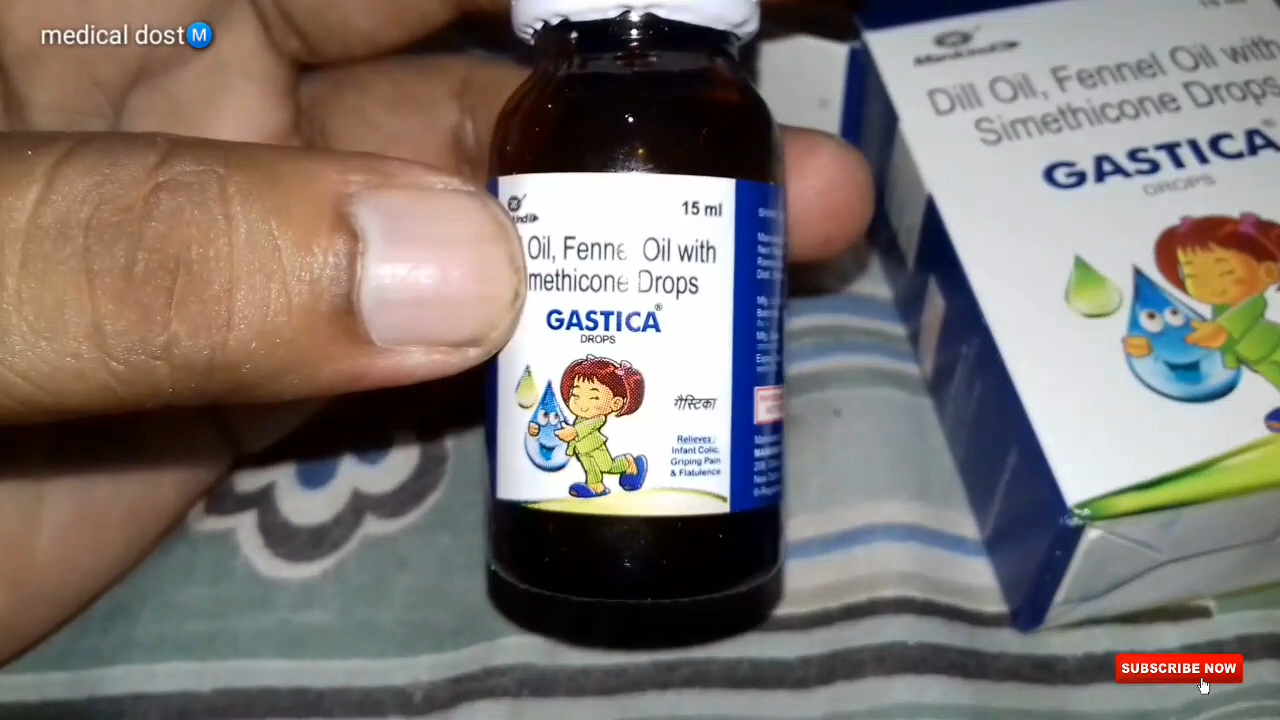 medical dost M
15 ml
Oil, Fennel Oil with
methicone Drops
GASTICA®
DROPS
गैस्टिका
Relieves :
Infant Colic,
Griping Pain
& Flatulence
Dill Oil, Fennel Oil with
Simethicone Drops
GASTICA®
DROPS
SUBSCRIBE NOW